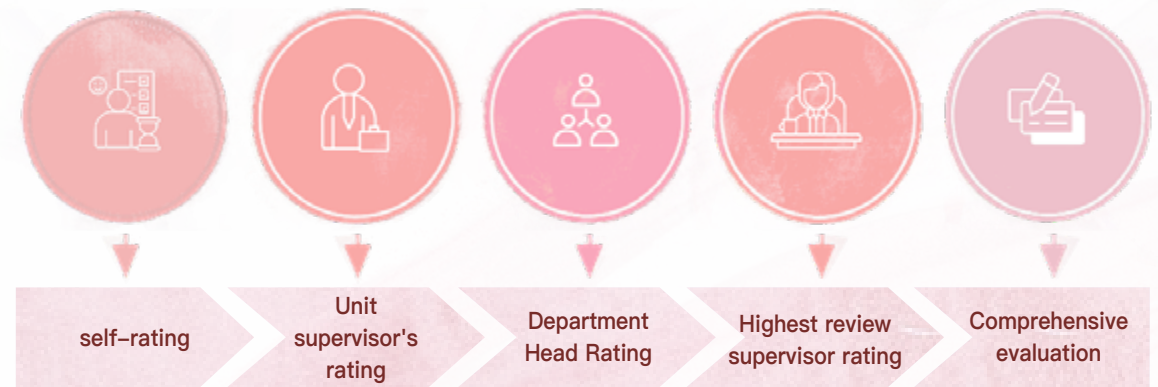 self-rating
Unit
supervisor's
rating
Department
Head Rating
Highest review
supervisor rating
Comprehensive
evaluation